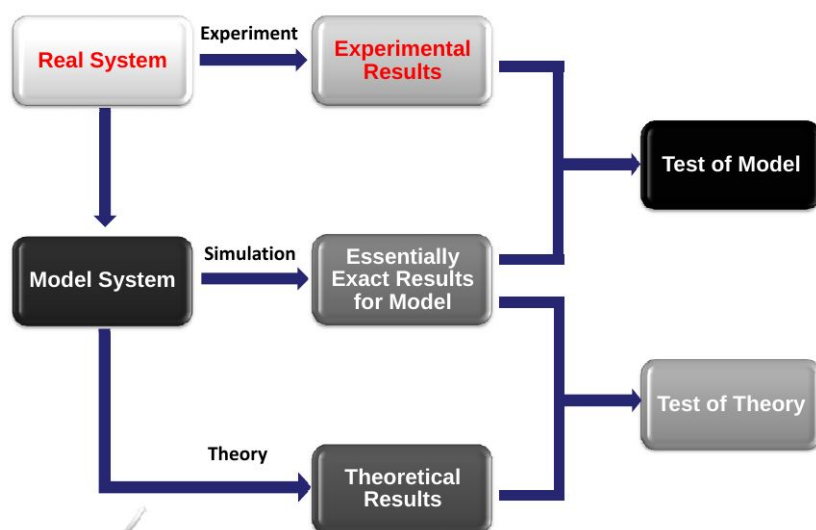 Experiment
Real System
Experimental
Results
Test of Model
Simulation
Model System
Essentially
Exact Results
for Model
Test of Theory
Theory
Theoretical
Results